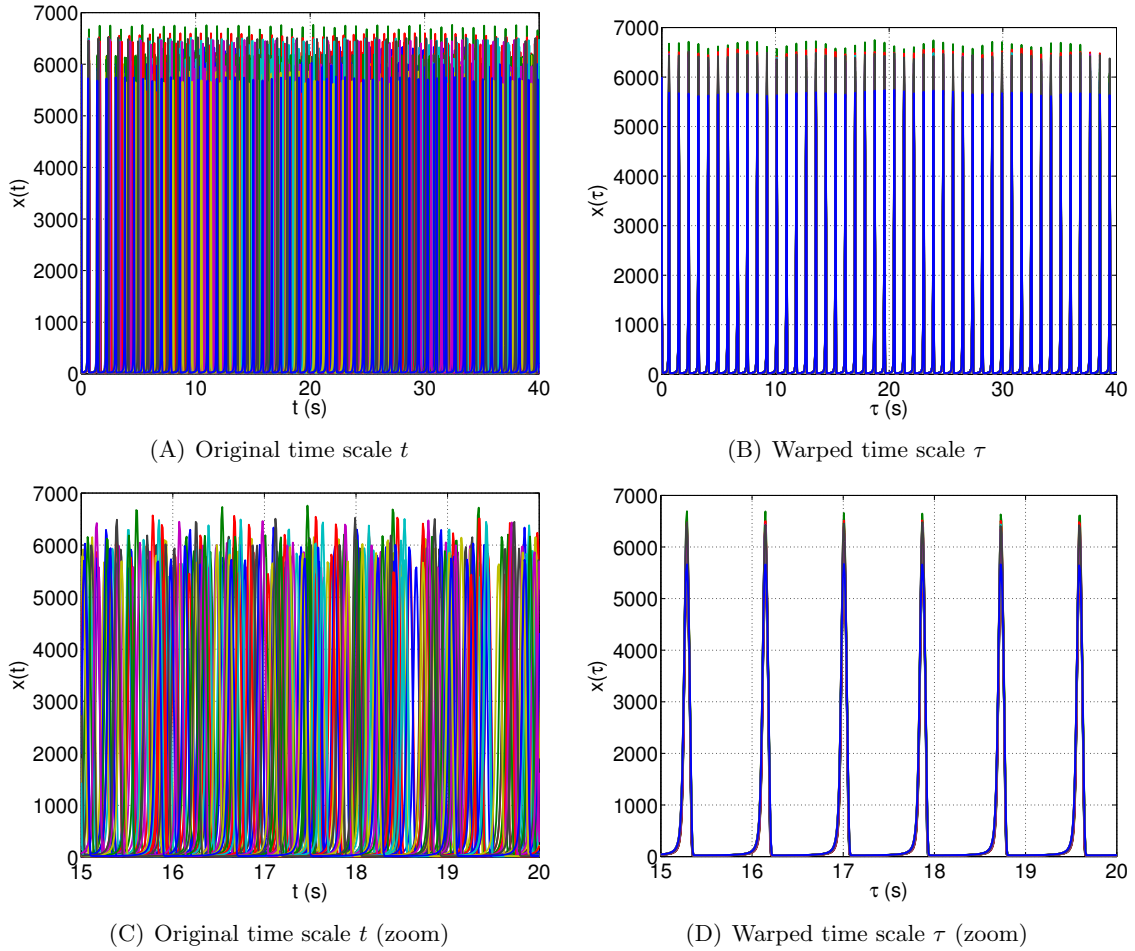 7000
6000
5000
4000
3000
2000
1000
0
x(t)
0 10 20 30 40
t (s)
(A) Original time scale t
7000
6000
5000
4000
3000
2000
1000
0
x(τ)
0 10 20 30 40
τ (s)
(B) Warped time scale τ
7000
6000
5000
4000
3000
2000
1000
0
x(t)
15 16 17 18 19 20
t (s)
(C) Original time scale t (zoom)
7000
6000
5000
4000
3000
2000
1000
0
x(τ)
15 16 17 18 19 20
τ (s)
(D) Warped time scale τ (zoom)